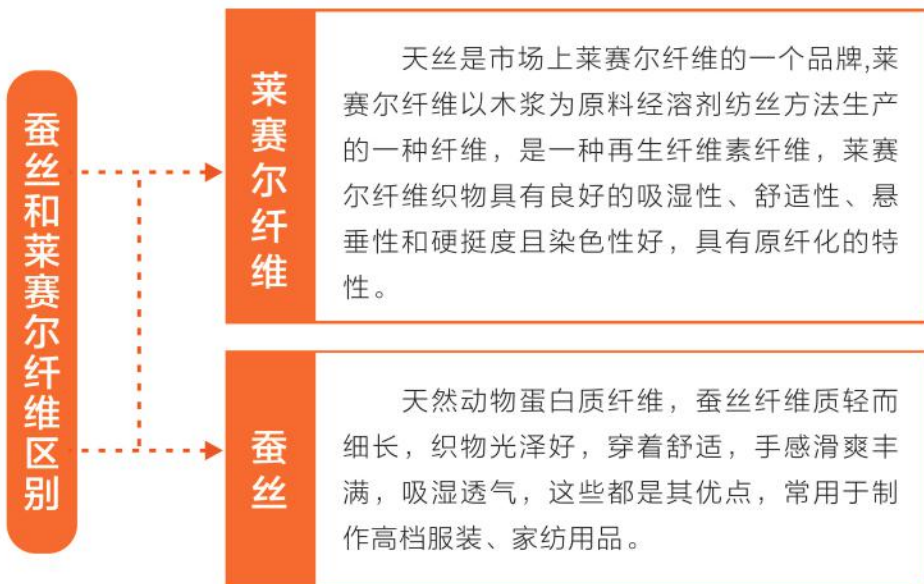 蚕丝和莱赛尔纤维区别
莱赛尔纤维
天丝是市场上莱赛尔纤维的一个品牌,莱
赛尔纤维以木浆为原料经溶剂纺丝方法生产
的一种纤维，是一种再生纤维素纤维，莱赛
尔纤维织物具有良好的吸湿性、舒适性、悬
垂性和硬挺度且染色性好，具有原纤化的特
性。
蚕丝
天然动物蛋白质纤维，蚕丝纤维质轻而
细长，织物光泽好，穿着舒适，手感滑爽丰
满，吸湿透气，这些都是其优点，常用于制
作高档服装、家纺用品。